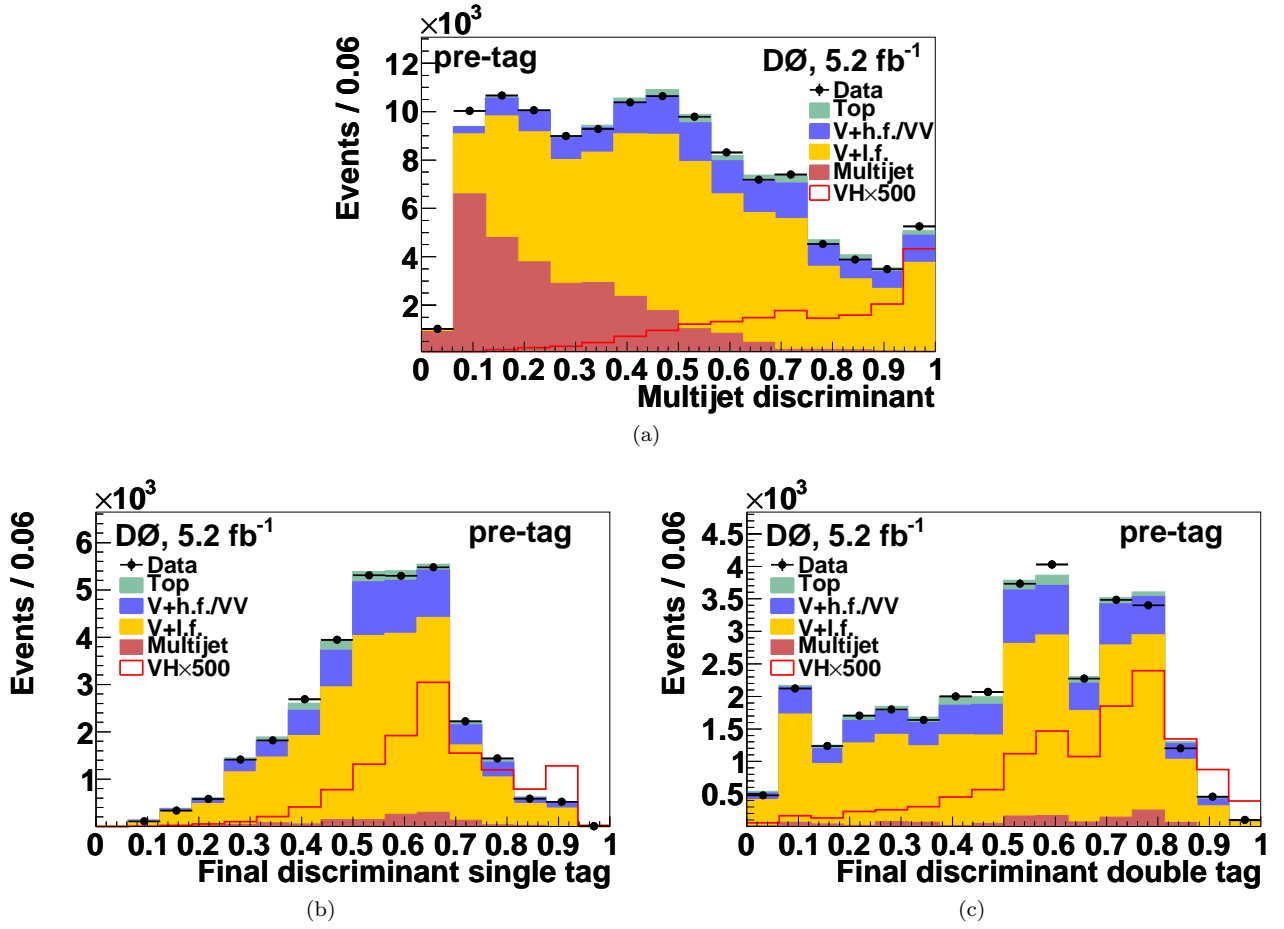 ×10³
pre-tag
DØ, 5.2 fb⁻¹
Data
Top
V+h.f./VV
V+l.f.
Multijet
VH×500
Events / 0.06
12
10
8
6
4
2
0 0.1 0.2 0.3 0.4 0.5 0.6 0.7 0.8 0.9 1
Multijet discriminant
(a)
×10³
DØ, 5.2 fb⁻¹
pre-tag
Data
Top
V+h.f./VV
V+l.f.
Multijet
VH×500
Events / 0.06
6
5
4
3
2
1
0 0.1 0.2 0.3 0.4 0.5 0.6 0.7 0.8 0.9 1
Final discriminant single tag
(b)
×10³
DØ, 5.2 fb⁻¹
pre-tag
Data
Top
V+h.f./VV
V+l.f.
Multijet
VH×500
Events / 0.06
4.5
4
3.5
3
2.5
2
1.5
1
0.5
0 0.1 0.2 0.3 0.4 0.5 0.6 0.7 0.8 0.9 1
Final discriminant double tag
(c)